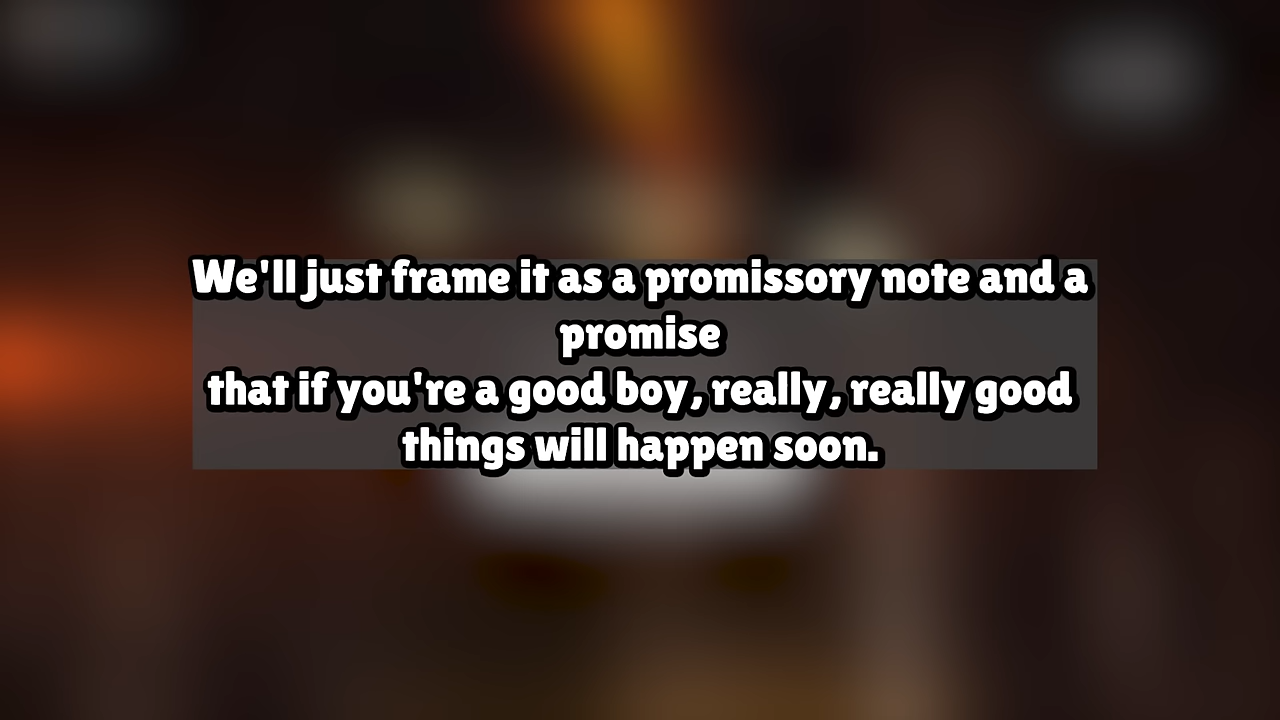 We'll just frame it as a promissory note and a
promise
that if you're a good boy, really, really good
things will happen soon.